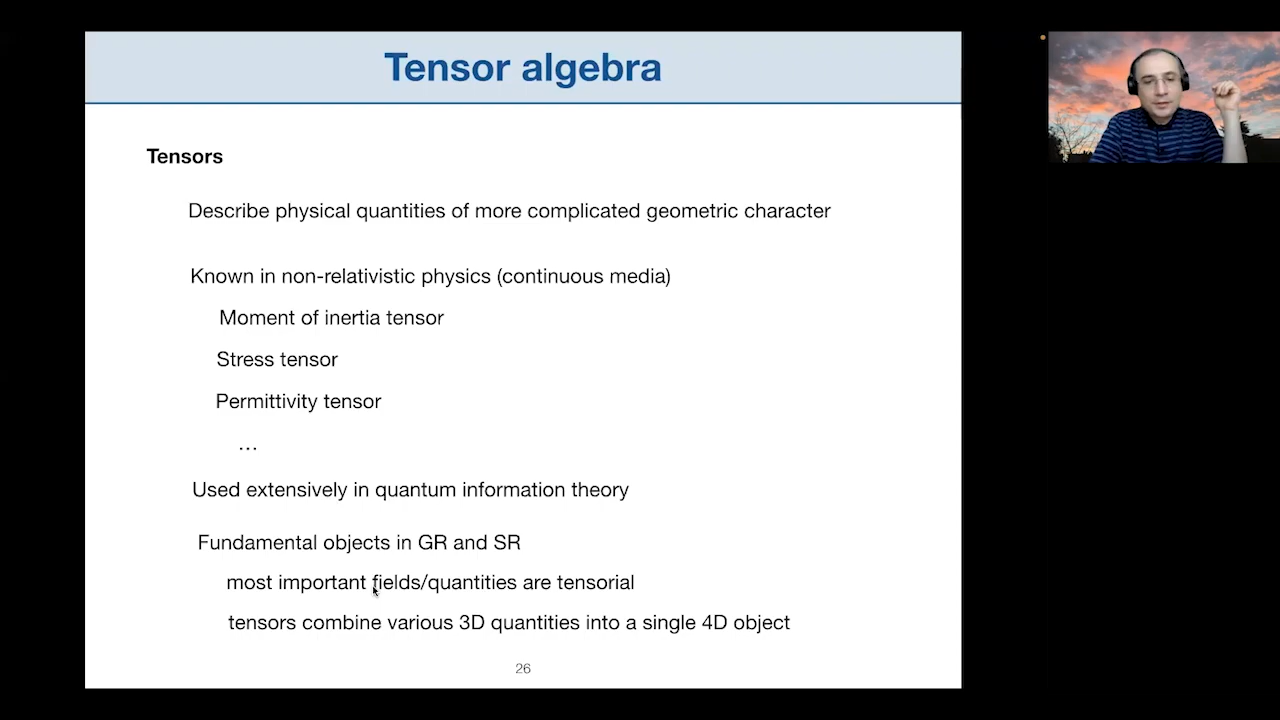 Tensor algebra
Tensors
Describe physical quantities of more complicated geometric character
Known in non-relativistic physics (continuous media)
Moment of inertia tensor
Stress tensor
Permittivity tensor
…
Used extensively in quantum information theory
Fundamental objects in GR and SR
most important fields/quantities are tensorial
tensors combine various 3D quantities into a single 4D object
26